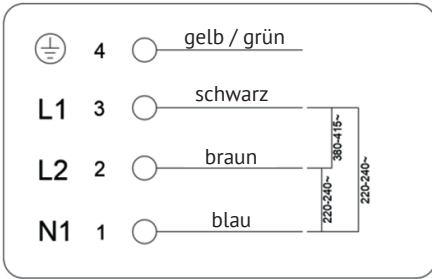 4 gelb / grün
L1 3 schwarz
L2 2 braun
N1 1 blau
380-415~
220-240~
220-240~